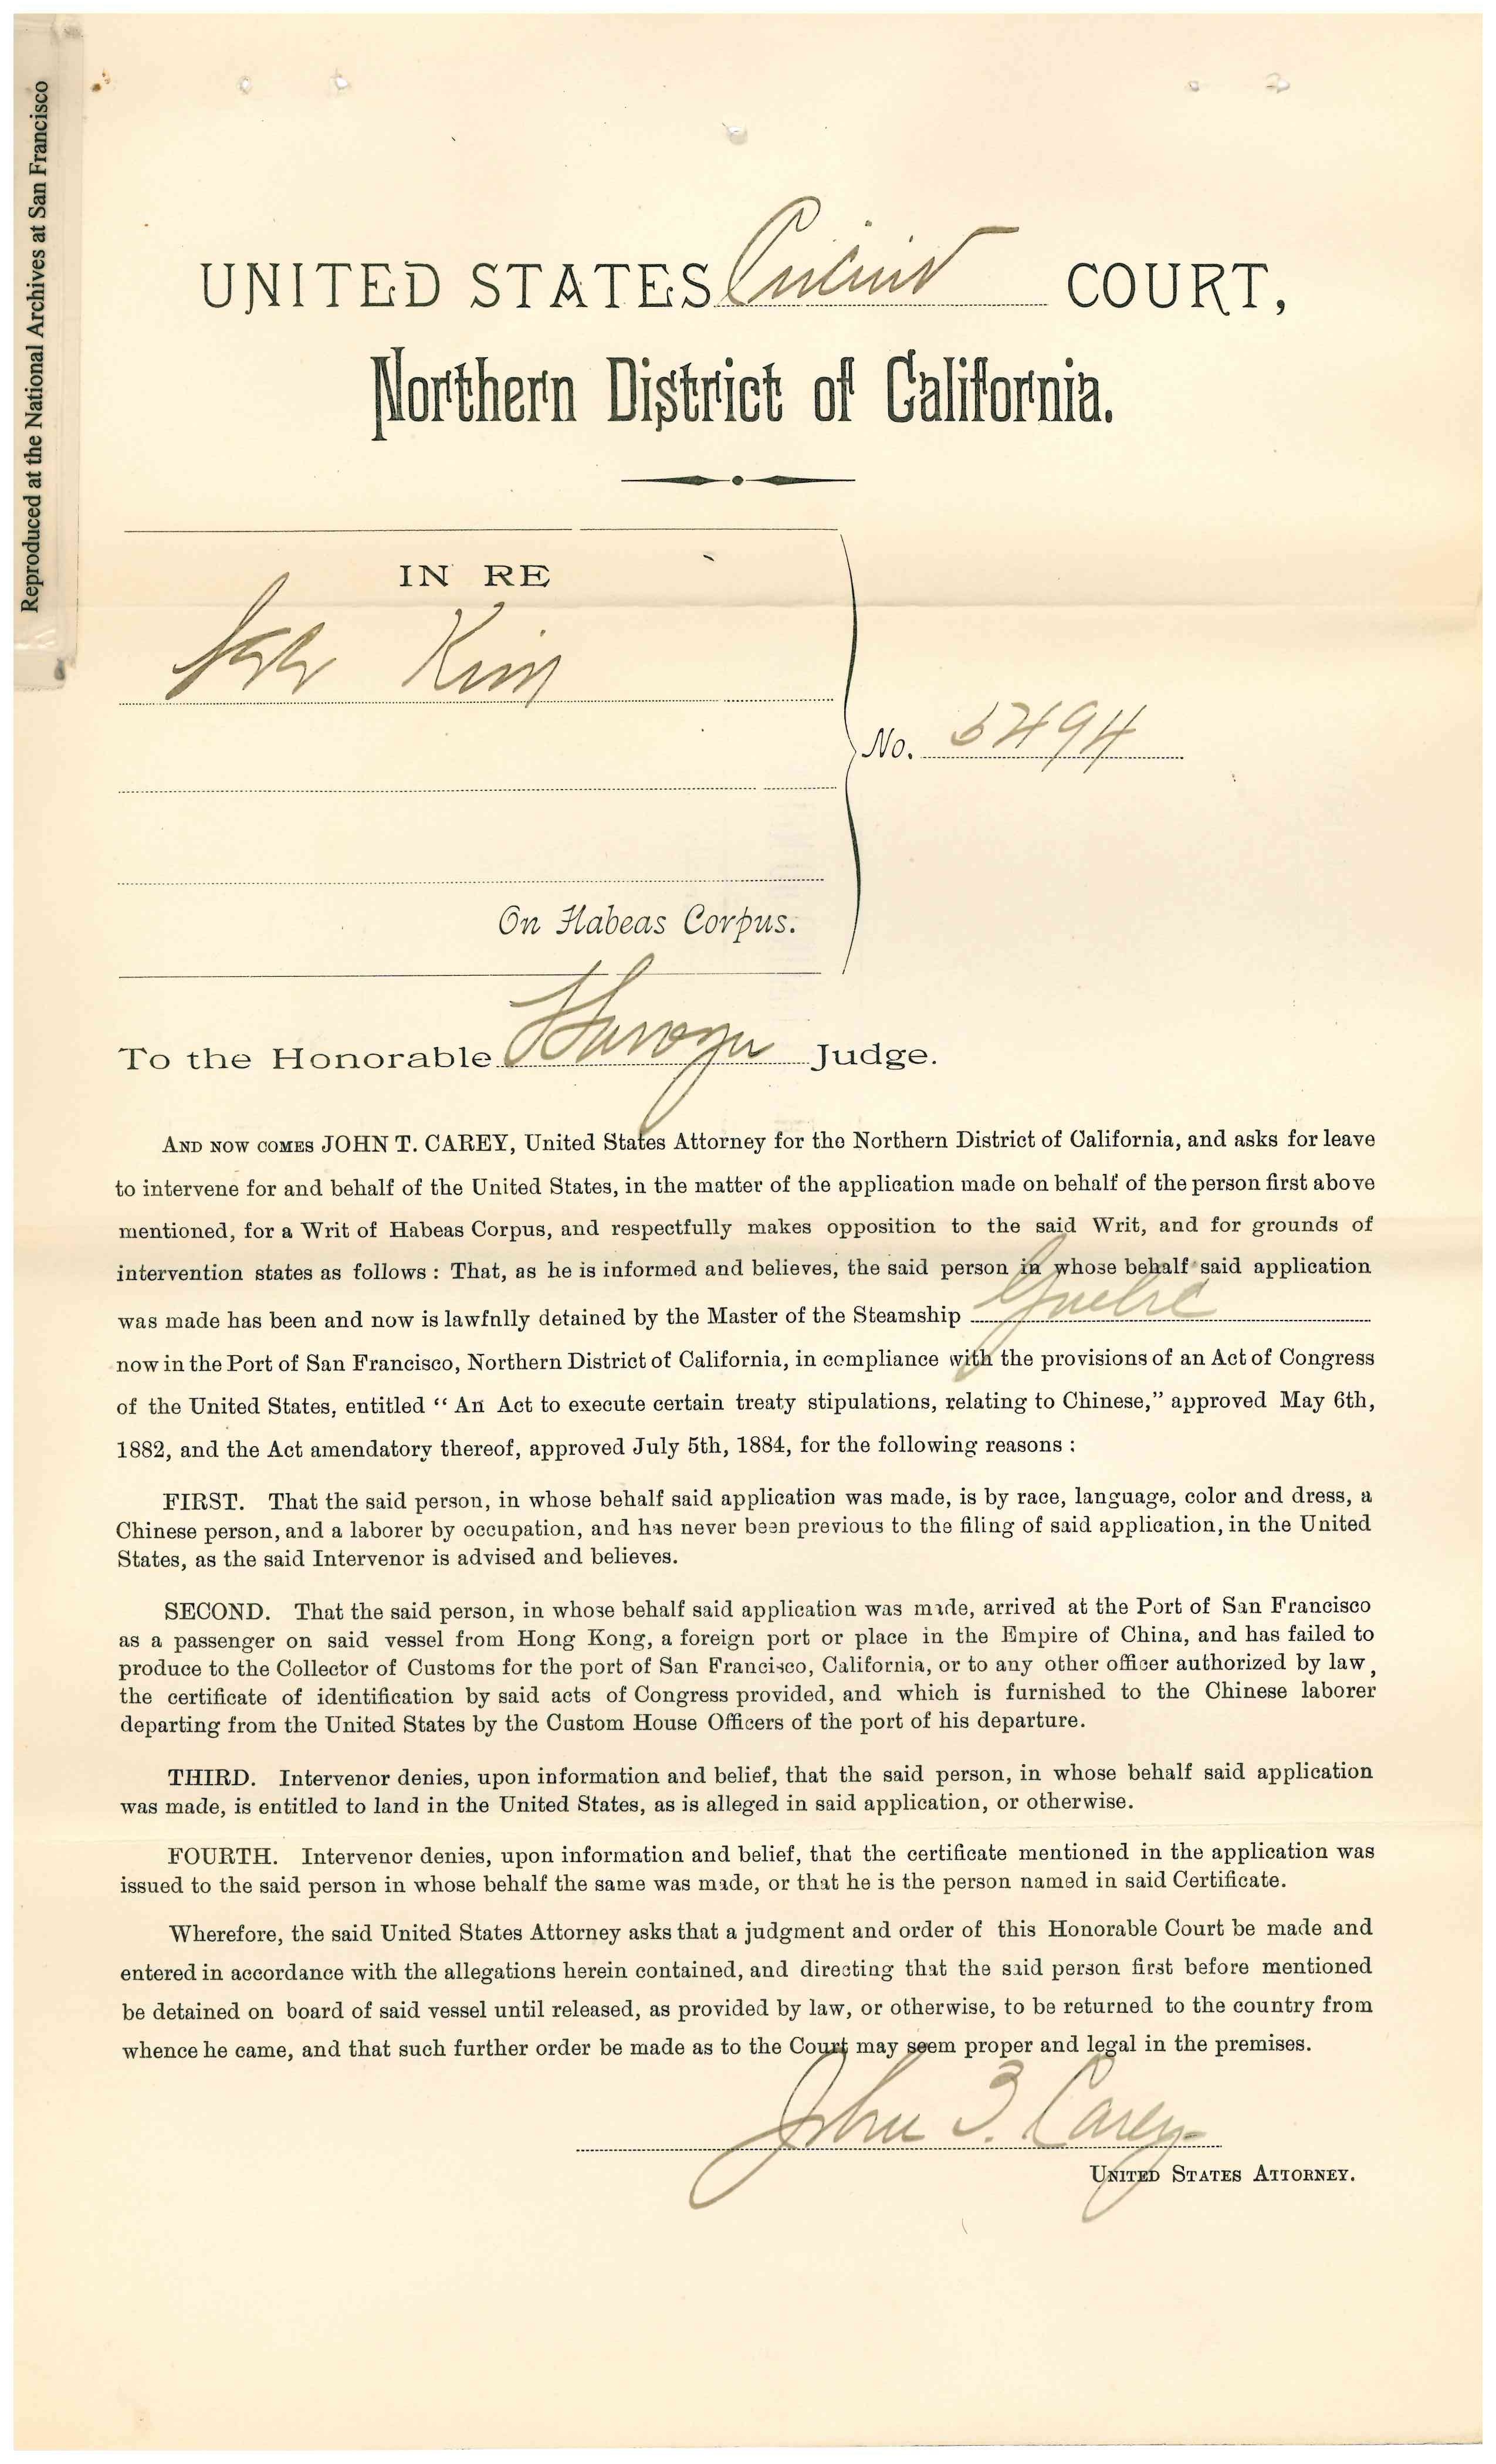 Reproduced at the National Archives at San Francisco
UNITED STATES Circuit COURT,
Northern District of California.
IN RE
Kim
No.
On Habeas Corpus.
To the Honorable Sawyer Judge.
AND NOW COMES JOHN T. CAREY, United States Attorney for the Northern District of California, and asks for leave
to intervene for and behalf of the United States, in the matter of the application made on behalf of the person first above
mentioned, for a Writ of Habeas Corpus, and respectfully makes opposition to the said Writ, and for grounds of
intervention states as follows : That, as he is informed and believes, the said person in whose behalf said application
was made has been and now is lawfnlly detained by the Master of the Steamship Gaelic
now in the Port of San Francisco, Northern District of California, in compliance with the provisions of an Act of Congress
of the United States, entitled “ An Act to execute certain treaty stipulations, relating to Chinese,” approved May 6th,
1882, and the Act amendatory thereof, approved July 5th, 1884, for the following reasons :
FIRST. That the said person, in whose behalf said application was made, is by race, language, color and dress, a
Chinese person, and a laborer by occupation, and has never been previous to the filing of said application, in the United
States, as the said Intervenor is advised and believes.
SECOND. That the said person, in whose behalf said application was made, arrived at the Port of San Francisco
as a passenger on said vessel from Hong Kong, a foreign port or place in the Empire of China, and has failed to
produce to the Collector of Customs for the port of San Francisco, California, or to any other officer authorized by law,
the certificate of identification by said acts of Congress provided, and which is furnished to the Chinese laborer
departing from the United States by the Custom House Officers of the port of his departure.
THIRD. Intervenor denies, upon information and belief, that the said person, in whose behalf said application
was made, is entitled to land in the United States, as is alleged in said application, or otherwise.
FOURTH. Intervenor denies, upon information and belief, that the certificate mentioned in the application was
issued to the said person in whose behalf the same was made, or that he is the person named in said Certificate.
Wherefore, the said United States Attorney asks that a judgment and order of this Honorable Court be made and
entered in accordance with the allegations herein contained, and directing that the said person first before mentioned
be detained on board of said vessel until released, as provided by law, or otherwise, to be returned to the country from
whence he came, and that such further order be made as to the Court may seem proper and legal in the premises.
John T. Carey
UNITED STATES ATTORNEY.